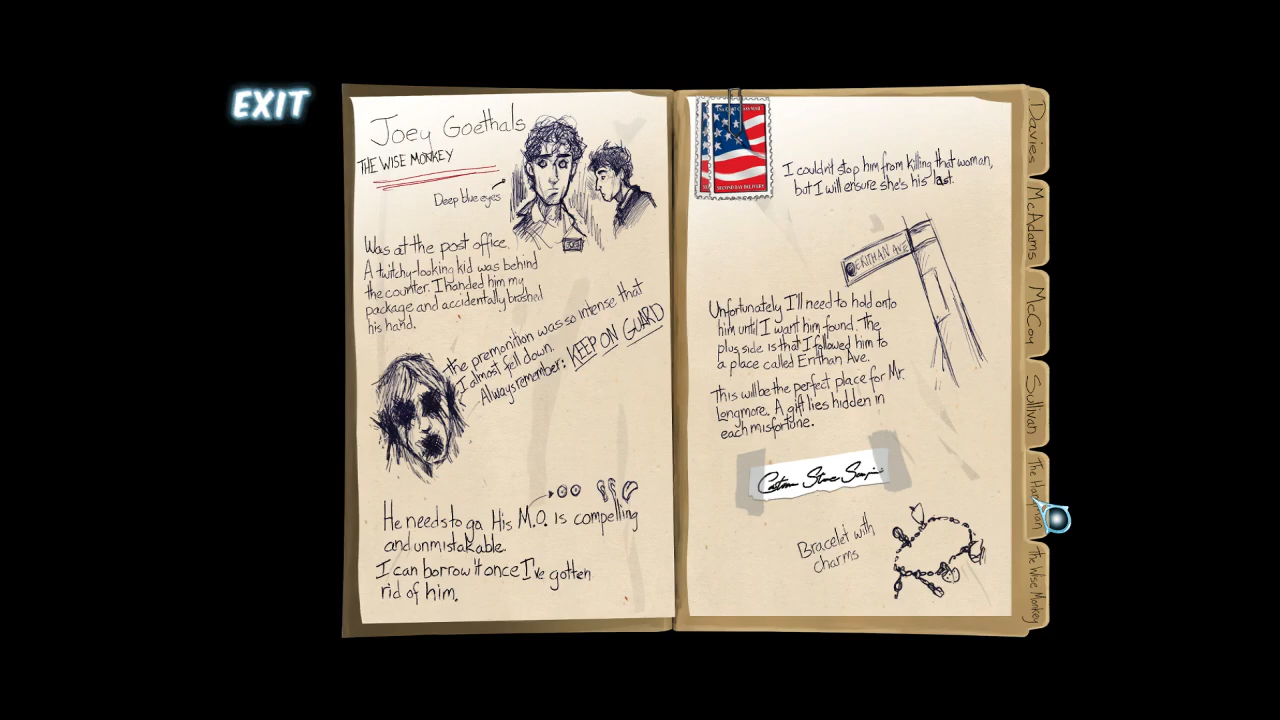 EXIT
Joey Goethals
THE WISE MONKEY
Deep blue eyes
Was at the post office.
A twitchy-looking kid was behind
the counter. I handed him my
package and accidentally brushed
his hand.
the premonition was so intense that
I almost fell down.
Always remember: KEEP ON GUARD
He needs to go. His M.O. is compelling
and unmistakable.
I can borrow it once I've gotten
rid of him.
SECOND DAY DELIVERY
I couldn't stop him from killing that woman,
but I will ensure she's his last.
ERITHAN AVE
Unfortunately I'll need to hold onto
him until I want him found. The
plus side is that I followed him to
a place called Erithan Ave.
This will be the perfect place for Mr.
Longmore. A gift lies hidden in
each misfortune.
Bracelet with
charms
Davies
McAdams
McCoy
Sullivan
The Hangman
The Wise Monkey